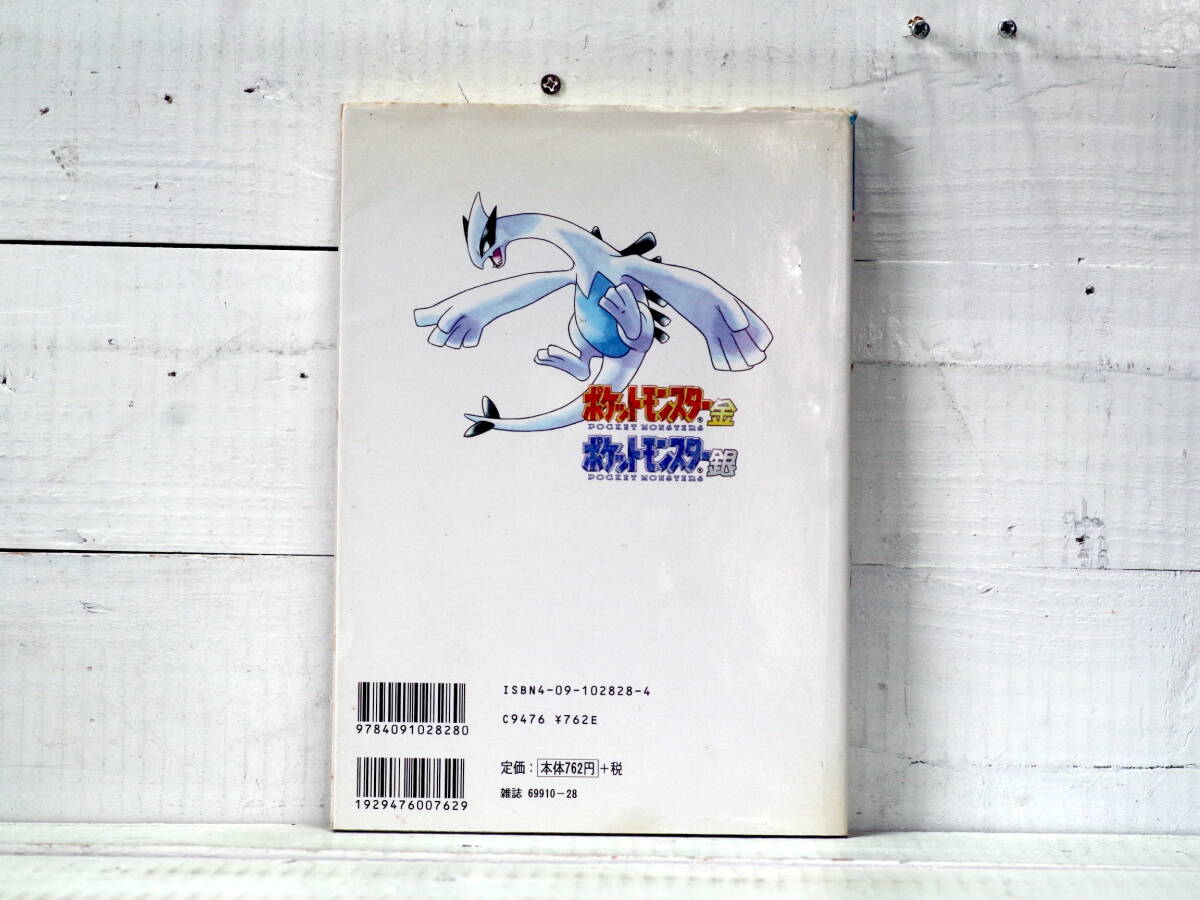 ポケットモンスター金
POCKET MONSTERS
ポケットモンスター銀
POCKET MONSTERS
ISBN4-09-102828-4
9784091028280
C9476 ¥762E
定価：本体762円+税
1929476007629
雑誌 69910-28